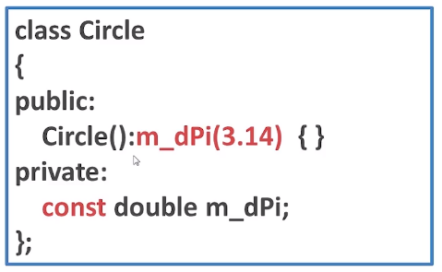 class Circle
{
public:
Circle():m_dPi(3.14) { }
private:
const double m_dPi;
};